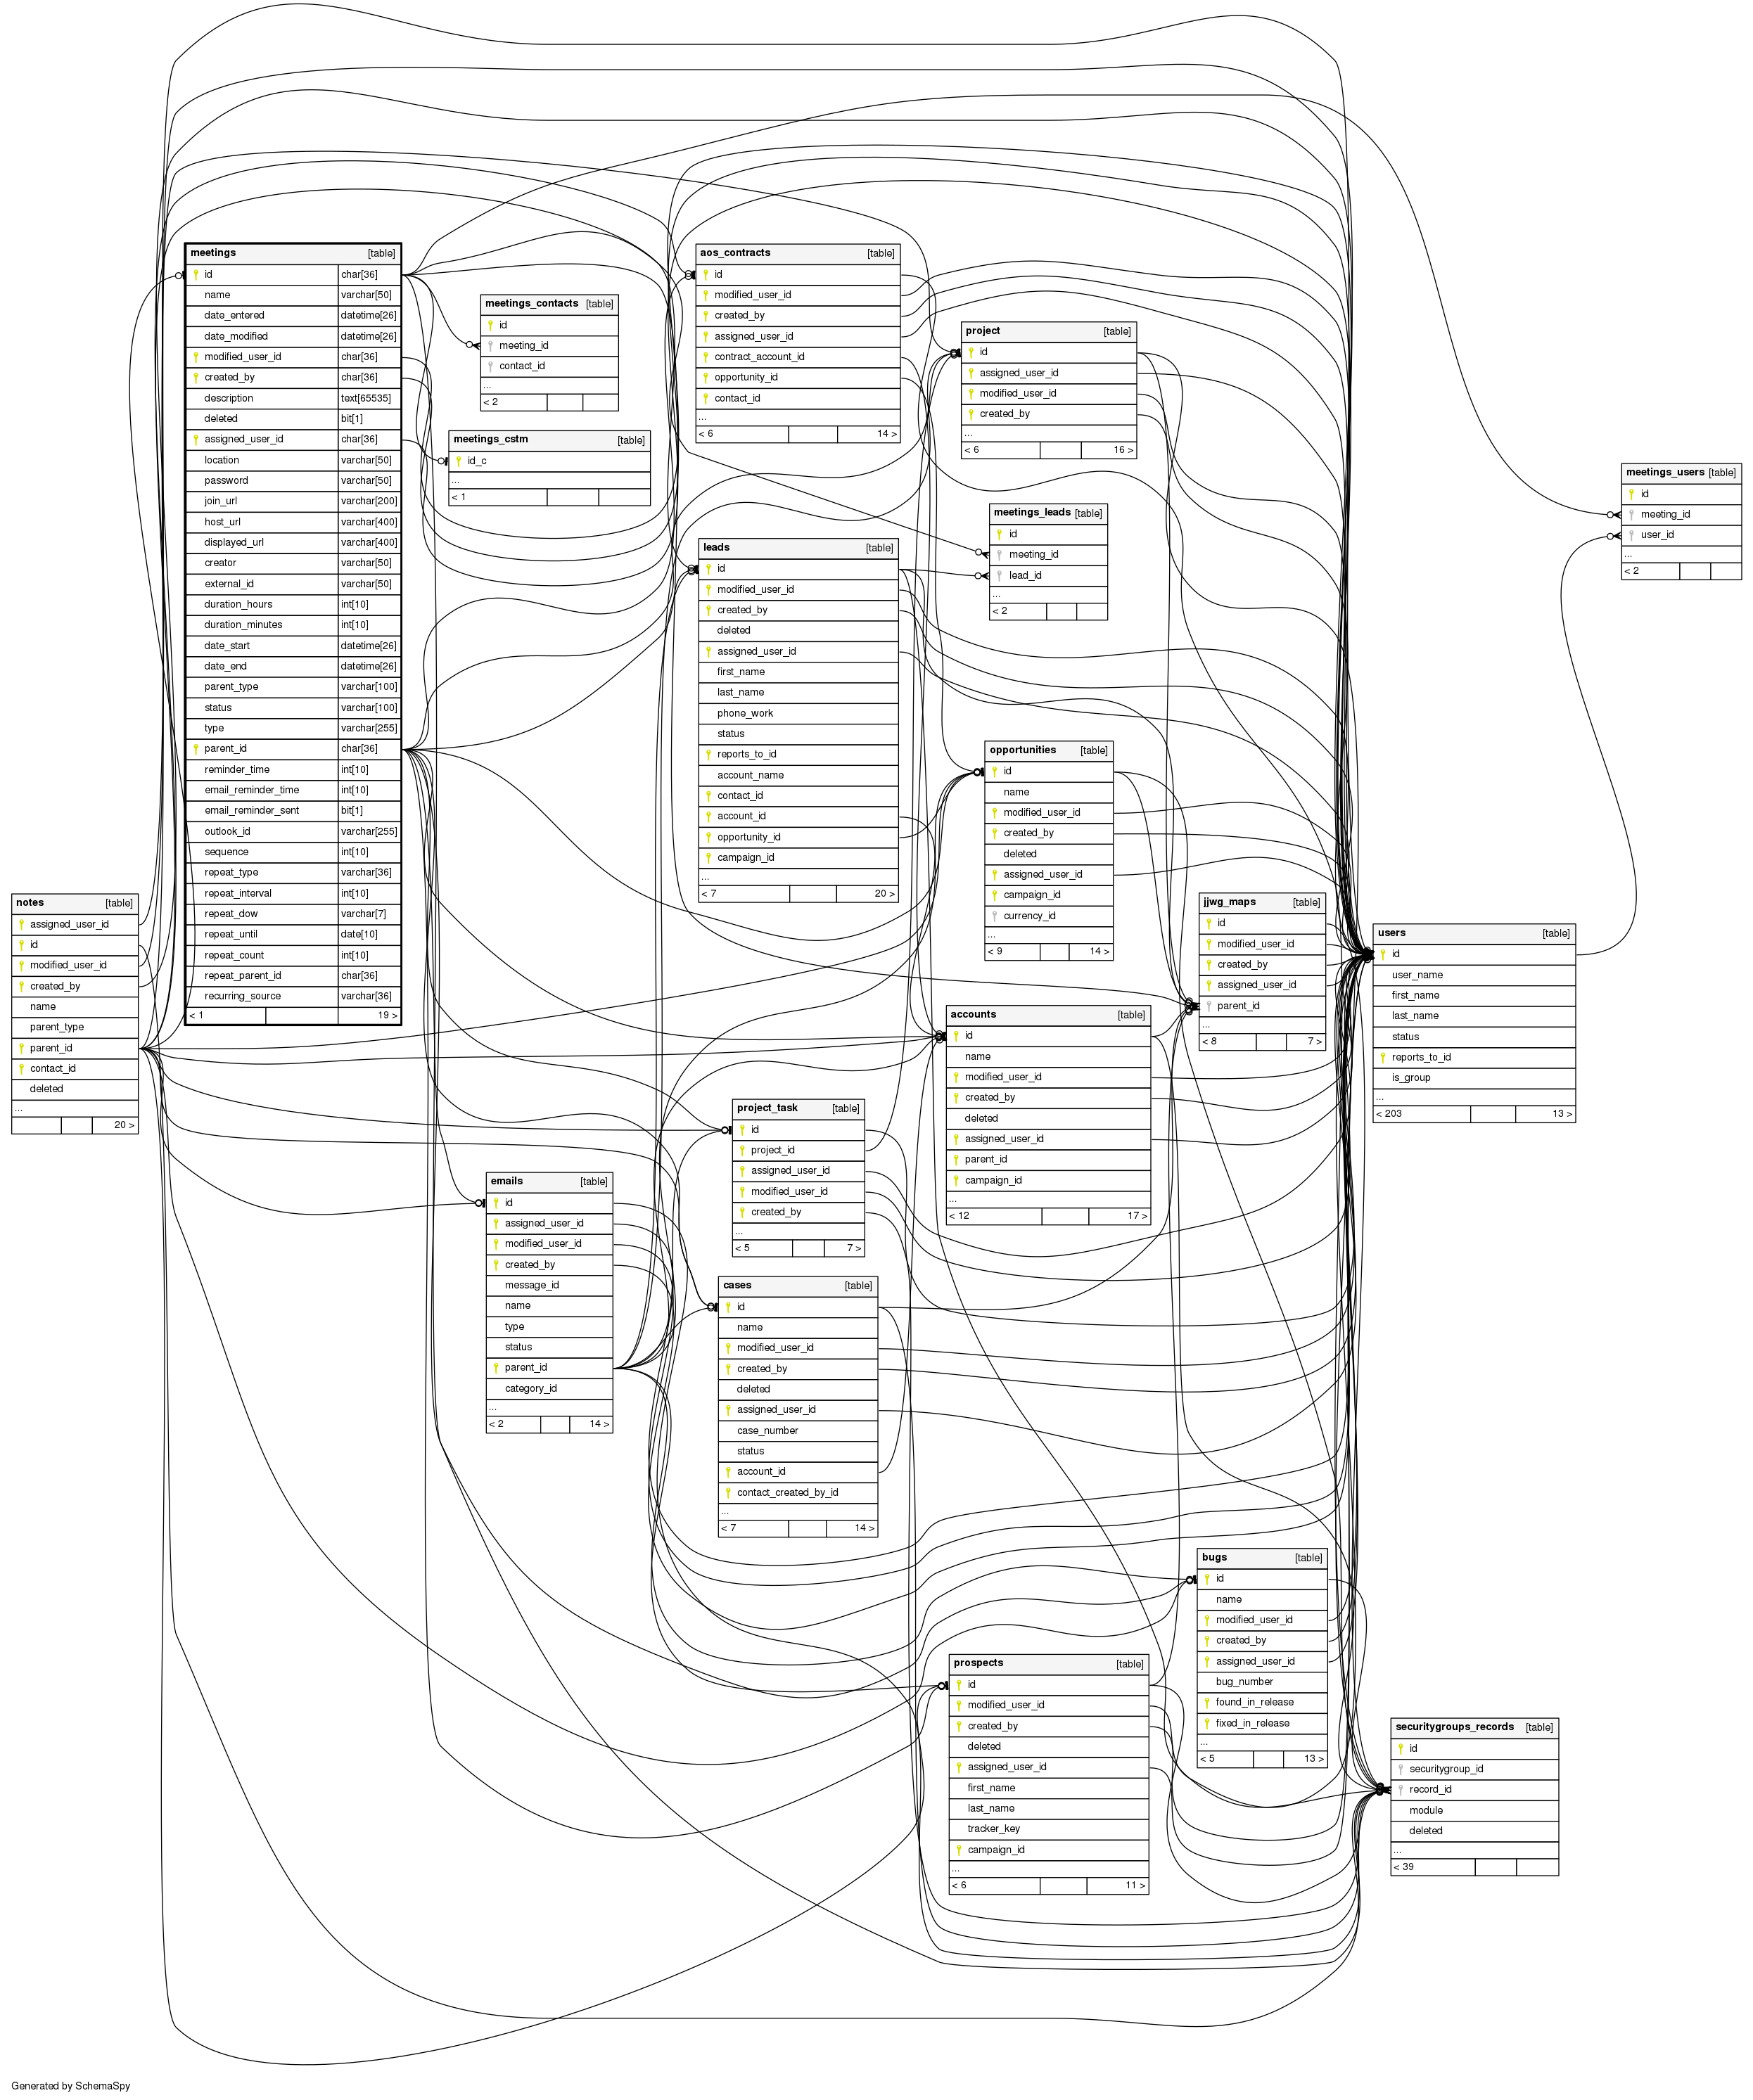 meetings [table]
id char[36]
name varchar[50]
date_entered datetime[26]
date_modified datetime[26]
modified_user_id char[36]
created_by char[36]
description text[65535]
deleted bit[1]
assigned_user_id char[36]
location varchar[50]
password varchar[50]
join_url varchar[200]
host_url varchar[400]
displayed_url varchar[400]
creator varchar[50]
external_id varchar[50]
duration_hours int[10]
duration_minutes int[10]
date_start datetime[26]
date_end datetime[26]
parent_type varchar[100]
status varchar[100]
type varchar[255]
parent_id char[36]
reminder_time int[10]
email_reminder_time int[10]
email_reminder_sent bit[1]
outlook_id varchar[255]
sequence int[10]
repeat_type varchar[36]
repeat_interval int[10]
repeat_dow varchar[7]
repeat_until date[10]
repeat_count int[10]
repeat_parent_id char[36]
recurring_source varchar[36]
< 1 19 >
notes [table]
assigned_user_id
id
modified_user_id
created_by
name
parent_type
parent_id
contact_id
deleted
...
20 >
meetings_contacts [table]
id
meeting_id
contact_id
...
< 2
meetings_cstm [table]
id_c
...
< 1
emails [table]
id
assigned_user_id
modified_user_id
created_by
message_id
name
type
status
parent_id
category_id
...
< 2 14 >
aos_contracts [table]
id
modified_user_id
created_by
assigned_user_id
contract_account_id
opportunity_id
contact_id
...
< 6 14 >
leads [table]
id
modified_user_id
created_by
deleted
assigned_user_id
first_name
last_name
phone_work
status
reports_to_id
account_name
contact_id
account_id
opportunity_id
campaign_id
...
< 7 20 >
project_task [table]
id
project_id
assigned_user_id
modified_user_id
created_by
...
< 5 7 >
cases [table]
id
name
modified_user_id
created_by
deleted
assigned_user_id
case_number
status
account_id
contact_created_by_id
...
< 7 14 >
project [table]
id
assigned_user_id
modified_user_id
created_by
...
< 6 16 >
meetings_leads [table]
id
meeting_id
lead_id
...
< 2
opportunities [table]
id
name
modified_user_id
created_by
deleted
assigned_user_id
campaign_id
currency_id
...
< 9 14 >
accounts [table]
id
name
modified_user_id
created_by
deleted
assigned_user_id
parent_id
campaign_id
...
< 12 17 >
prospects [table]
id
modified_user_id
created_by
deleted
assigned_user_id
first_name
last_name
tracker_key
campaign_id
...
< 6 11 >
jjwg_maps [table]
id
modified_user_id
created_by
assigned_user_id
parent_id
...
< 8 7 >
bugs [table]
id
name
modified_user_id
created_by
assigned_user_id
bug_number
found_in_release
fixed_in_release
...
< 5 13 >
users [table]
id
user_name
first_name
last_name
status
reports_to_id
is_group
...
< 203 13 >
securitygroups_records [table]
id
securitygroup_id
record_id
module
deleted
...
< 39
meetings_users [table]
id
meeting_id
user_id
...
< 2
Generated by SchemaSpy